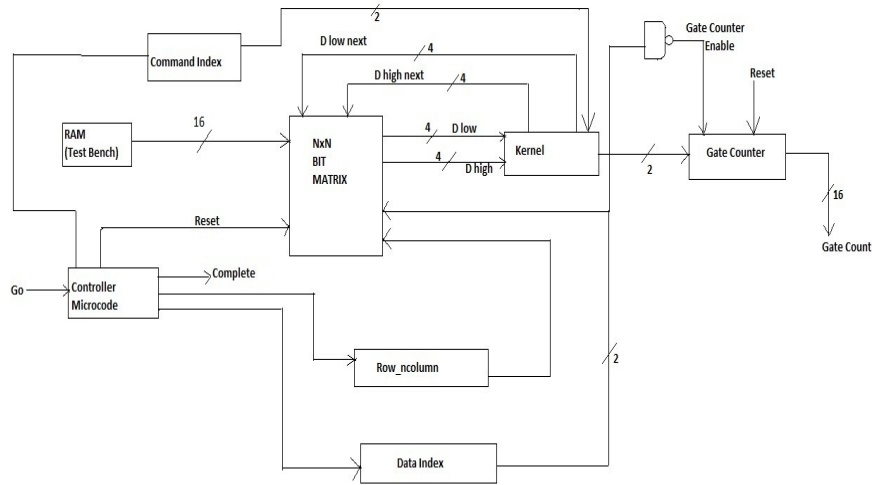 2
Gate Counter
Enable
D low next
4
Command Index
D high next
4
Reset
16
RAM
(Test Bench)
NxN
BIT
MATRIX
4
D low
4
D high
Kernel
2
Gate Counter
16
Reset
Gate Count
Complete
Go
Controller
Microcode
Row_ncolumn
2
Data Index